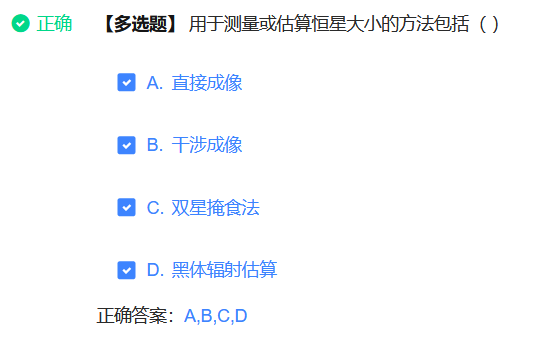 正确 【多选题】 用于测量或估算恒星大小的方法包括（ ）
A. 直接成像
B. 干涉成像
C. 双星掩食法
D. 黑体辐射估算
正确答案：A,B,C,D